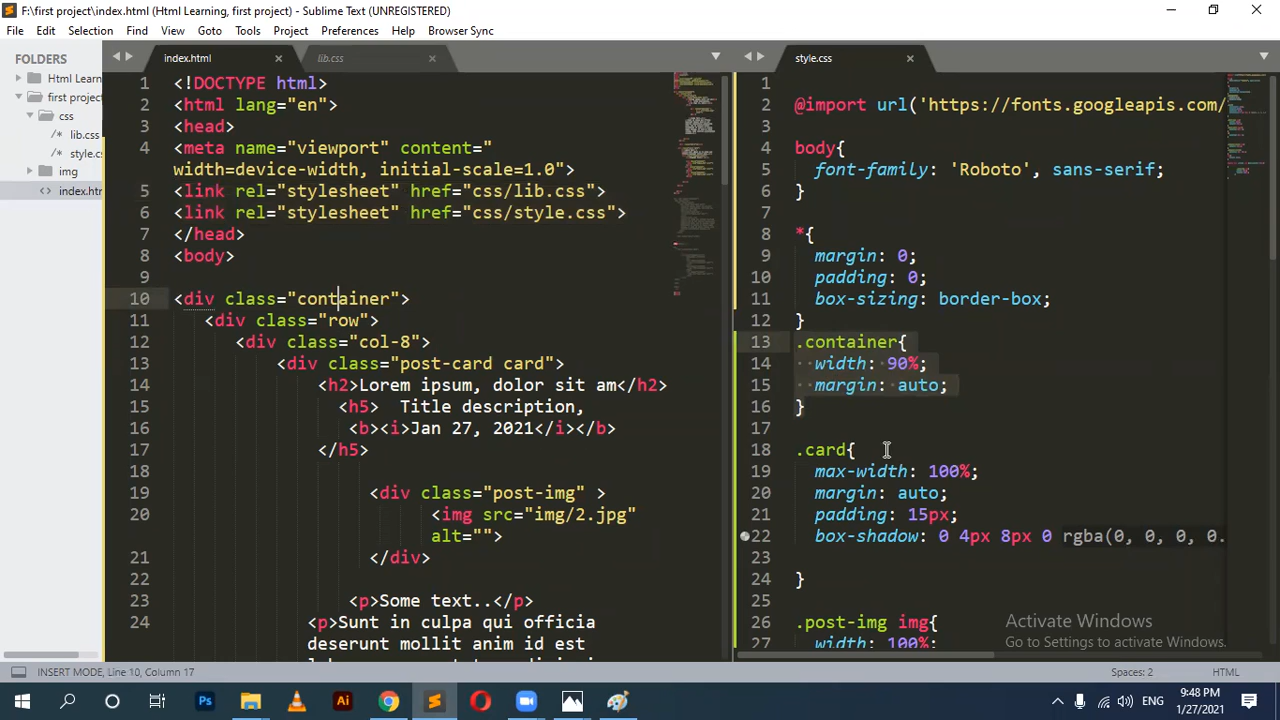 F:\first project\index.html (Html Learning, first project) - Sublime Text (UNREGISTERED)
File Edit Selection Find View Goto Tools Project Preferences Help Browser Sync
FOLDERS
Html Learn
first project
css
/* lib.css
/* style.c
img
<> index.htm
index.html
lib.css
1 <!DOCTYPE html>
2 <html lang="en">
3 <head>
4 <meta name="viewport" content="
width=device-width, initial-scale=1.0">
5 <link rel="stylesheet" href="css/lib.css">
6 <link rel="stylesheet" href="css/style.css">
7 </head>
8 <body>
9
10 <div class="container">
11 <div class="row">
12 <div class="col-8">
13 <div class="post-card card">
14 <h2>Lorem ipsum, dolor sit am</h2>
15 <h5> Title description,
16 <b><i>Jan 27, 2021</i></b>
17 </h5>
18
19 <div class="post-img" >
20 <img src="img/2.jpg"
alt="">
21 </div>
22
23 <p>Some text..</p>
24 <p>Sunt in culpa qui officia
deserunt mollit anim id est
style.css
1
2 @import url('https://fonts.googleapis.com/
3
4 body{
5 font-family: 'Roboto', sans-serif;
6 }
7
8 *{
9 margin: 0;
10 padding: 0;
11 box-sizing: border-box;
12 }
13 .container{
14 width: 90%;
15 margin: auto;
16 }
17
18 .card{
19 max-width: 100%;
20 margin: auto;
21 padding: 15px;
22 box-shadow: 0 4px 8px 0 rgba(0, 0, 0, 0.
23
24 }
25
26 .post-img img{
27 width: 100%;
Activate Windows
Go to Settings to activate Windows.
INSERT MODE, Line 10, Column 17
Spaces: 2
HTML
Ps
Ai
ENG
9:48 PM
1/27/2021